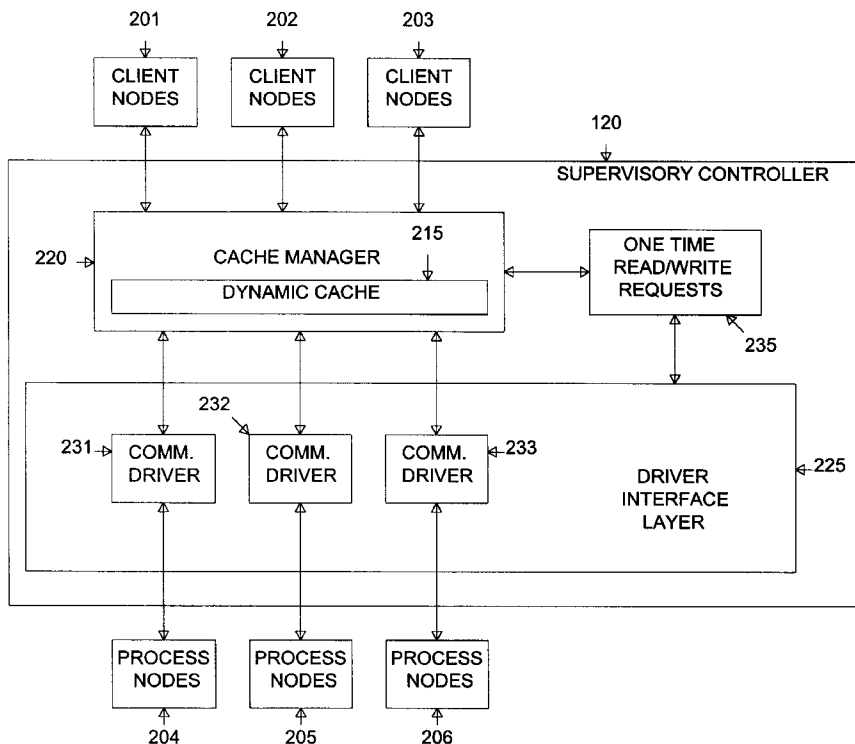 201
202
203
CLIENT
NODES
CLIENT
NODES
CLIENT
NODES
120
SUPERVISORY CONTROLLER
220
CACHE MANAGER
215
DYNAMIC CACHE
ONE TIME
READ/WRITE
REQUESTS
235
231
COMM.
DRIVER
232
COMM.
DRIVER
COMM.
DRIVER
233
DRIVER
INTERFACE
LAYER
225
PROCESS
NODES
PROCESS
NODES
PROCESS
NODES
204
205
206